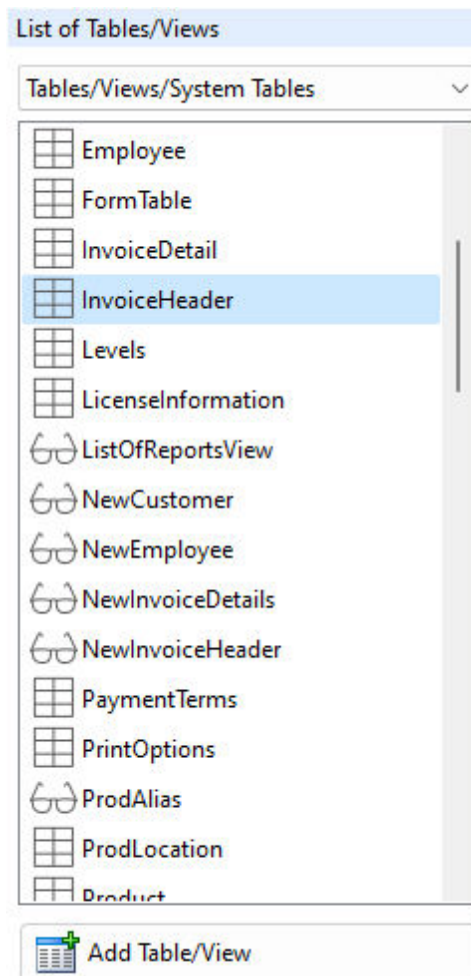 List of Tables/Views
Tables/Views/System Tables
Employee
FormTable
InvoiceDetail
InvoiceHeader
Levels
LicenseInformation
ListOfReportsView
NewCustomer
NewEmployee
NewInvoiceDetails
NewInvoiceHeader
PaymentTerms
PrintOptions
ProdAlias
ProdLocation
Product
Add Table/View